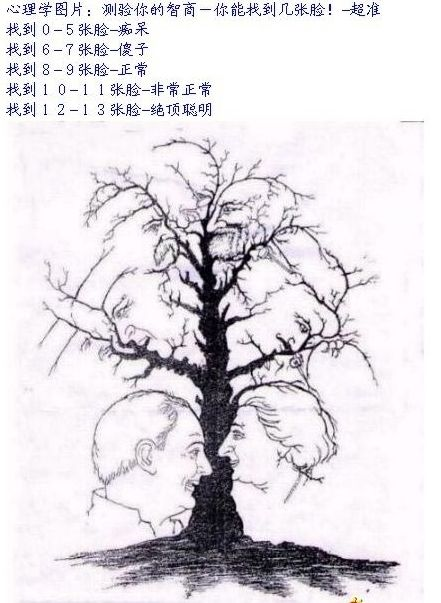 心理学图片：测验你的智商－你能找到几张脸！–超准
找到０-５张脸–痴呆
找到６-７张脸–傻子
找到８-９张脸–正常
找到１０-１１张脸–非常正常
找到１２-１３张脸–绝顶聪明